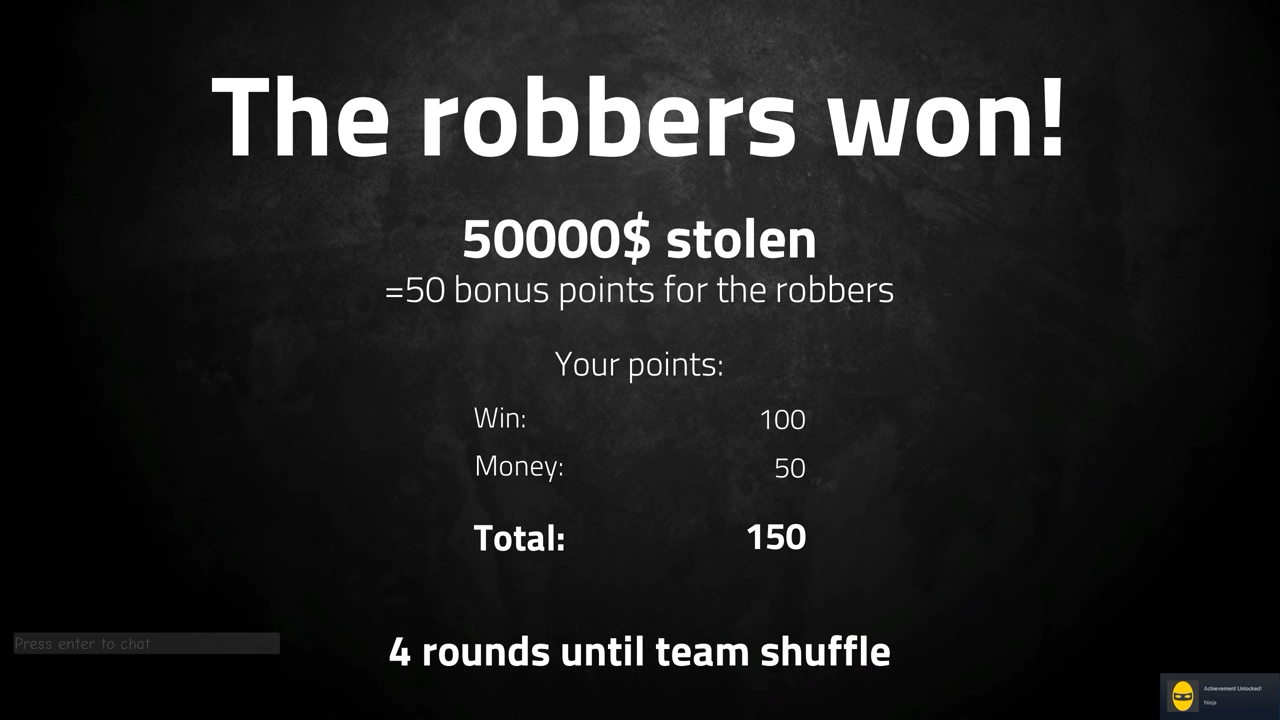 The robbers won!
50000$ stolen
=50 bonus points for the robbers
Your points:
Win: 100
Money: 50
Total: 150
Press enter to chat
4 rounds until team shuffle
Achievement Unlocked!
Ninja